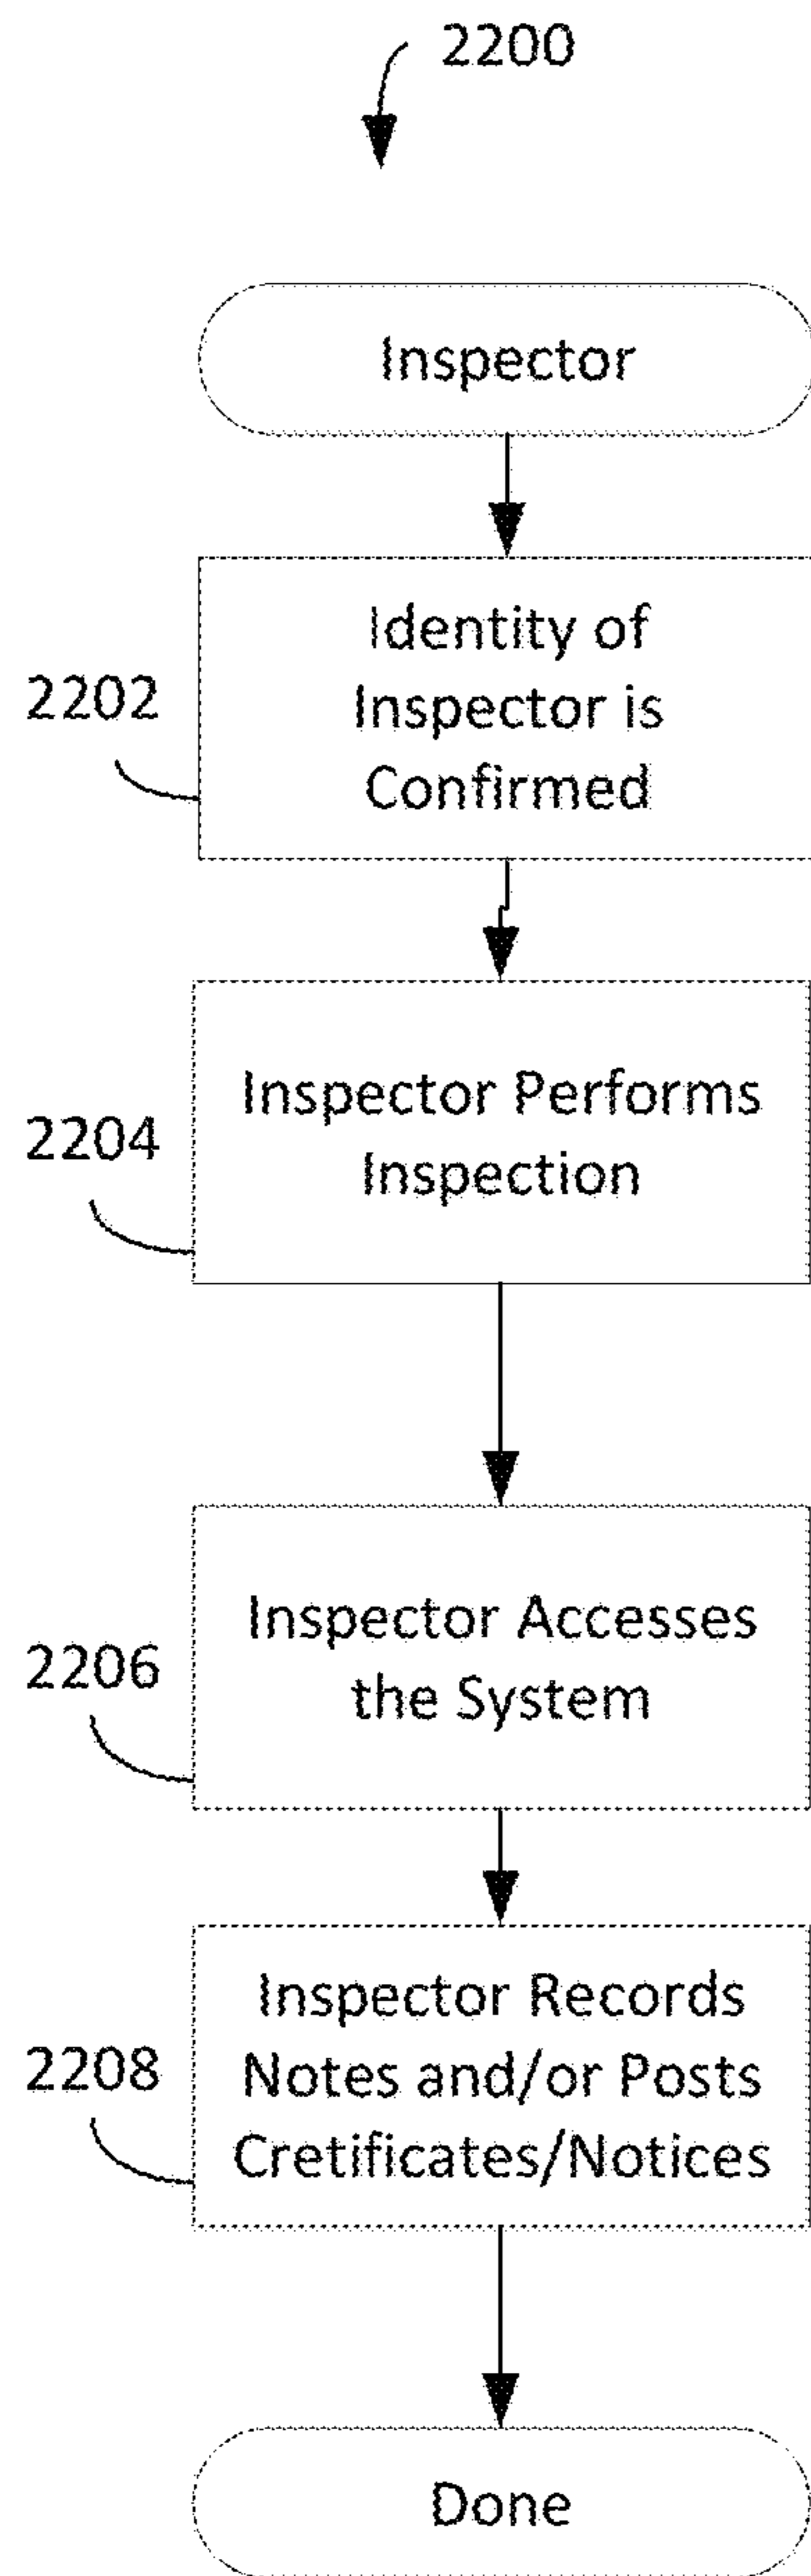 2200
Inspector
Identity of
Inspector is
Confirmed
2202
Inspector Performs
Inspection
2204
Inspector Accesses
the System
2206
Inspector Records
Notes and/or Posts
Cretificates/Notices
2208
Done